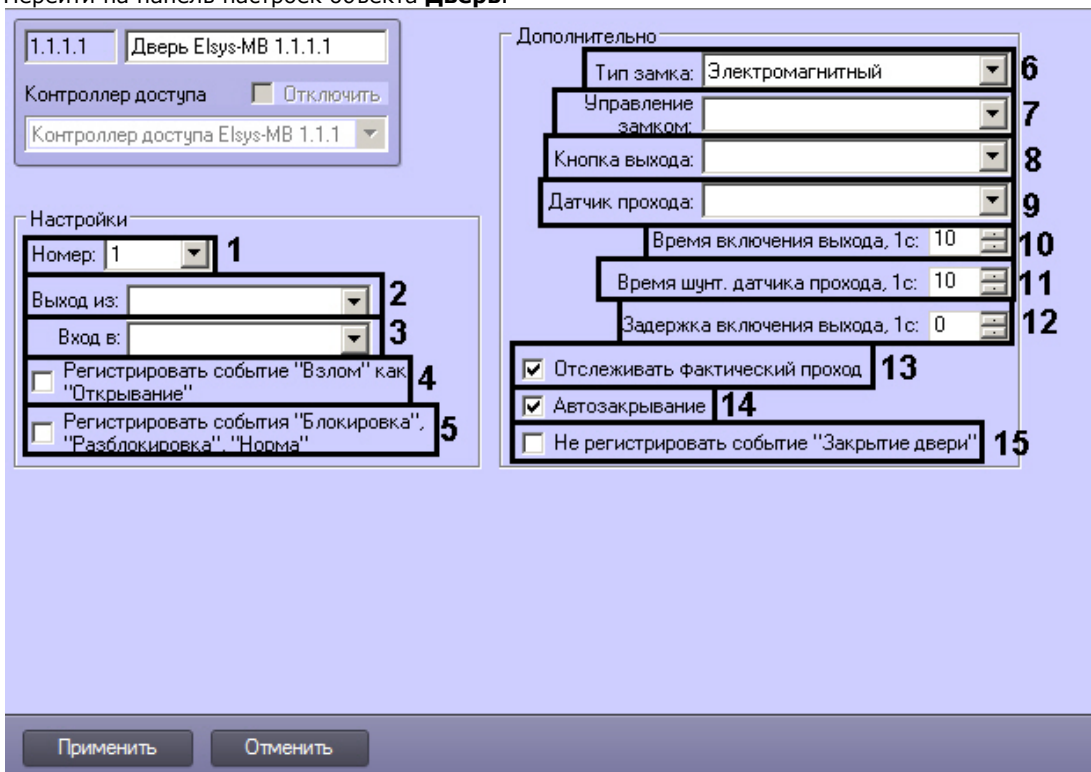 Перейти на панель настроек объекта Дверь.
1.1.1.1 Дверь Elsys-MB 1.1.1.1
Контроллер доступа Отключить
Контроллер доступа Elsys-MB 1.1.1
Настройки
Номер: 1 1
Выход из: 2
Вход в: 3
Регистрировать событие "Взлом" как
"Открывание" 4
Регистрировать события "Блокировка",
"Разблокировка", "Норма" 5
Дополнительно
Тип замка: Электромагнитный 6
Управление
замком: 7
Кнопка выхода: 8
Датчик прохода: 9
Время включения выхода, 1с: 10 10
Время шунт. датчика прохода, 1с: 10 11
Задержка включения выхода, 1с: 0 12
Отслеживать фактический проход 13
Автозакрывание 14
Не регистрировать событие "Закрытие двери" 15
Применить Отменить